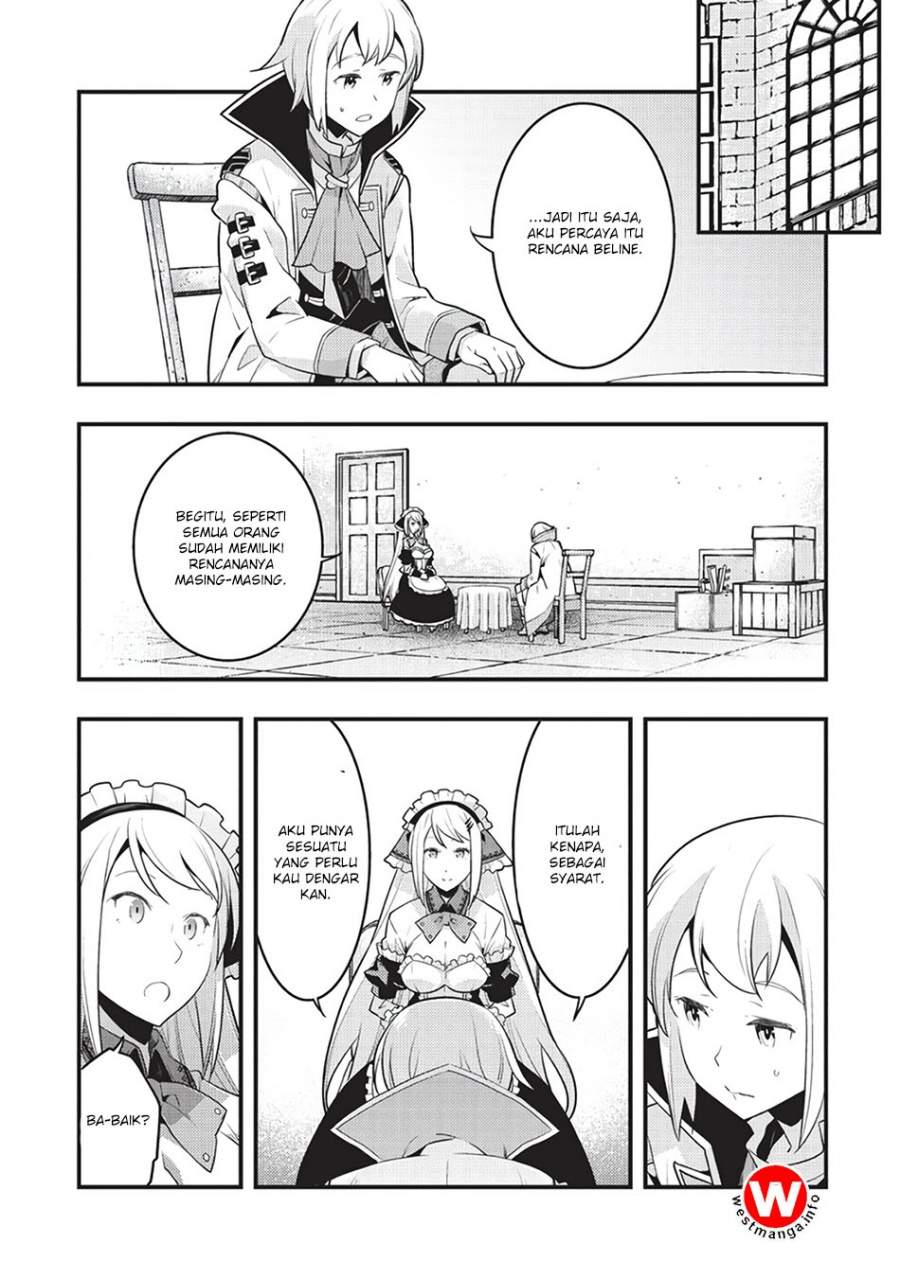 ...JADI ITU SAJA,
AKU PERCAYA ITU
RENCANA BELINE.
BEGITU, SEPERTI
SEMUA ORANG
SUDAH MEMILIKI
RENCANANYA
MASING-MASING.
ITULAH
KENAPA,
SEBAGAI
SYARAT.
AKU PUNYA
SESUATU
YANG PERLU
KAU DENGAR
KAN.
BA-BAIK?
W
westmanga.info